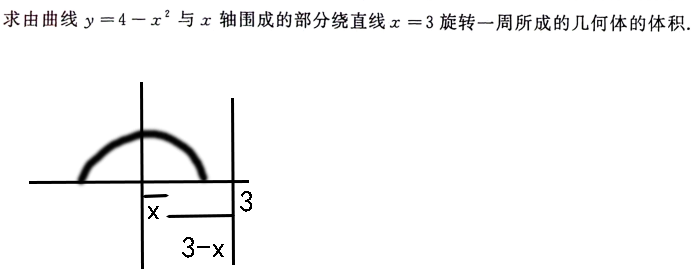 求由曲线 y = 4 - x² 与 x 轴围成的部分绕直线 x = 3 旋转一周所成的几何体的体积.
x
3
3-x